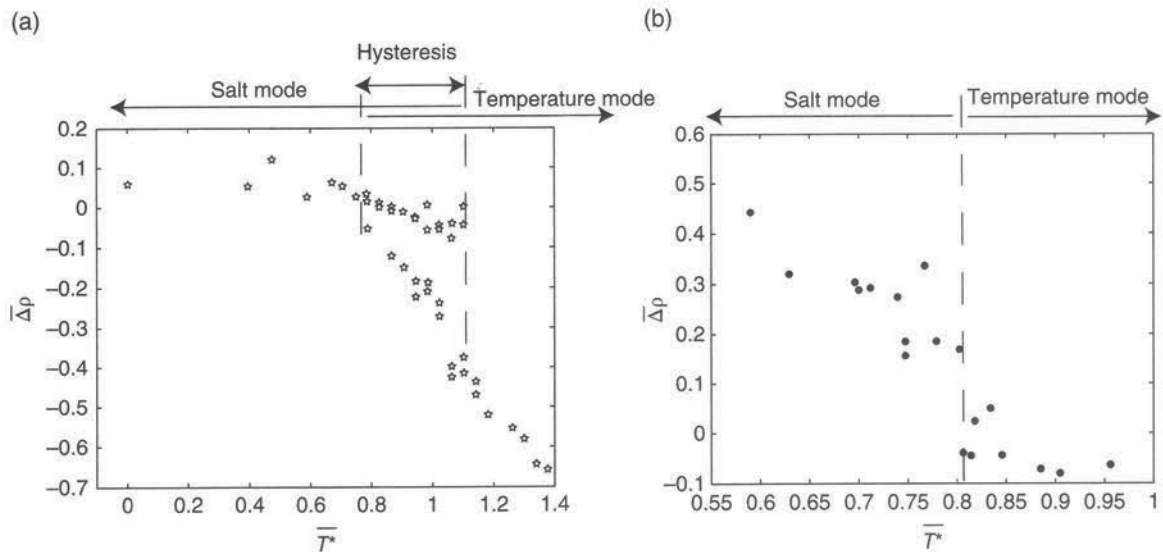 (a)
Hysteresis
Salt mode
Temperature mode
0.2
0.1
0
–0.1
–0.2
–0.3
–0.4
–0.5
–0.6
–0.7
Δρ
0 0.2 0.4 0.6 0.8 1 1.2 1.4
T*
(b)
Salt mode Temperature mode
0.6
0.5
0.4
0.3
0.2
0.1
0
–0.1
Δρ
0.55 0.6 0.65 0.7 0.75 0.8 0.85 0.9 0.95 1
T*